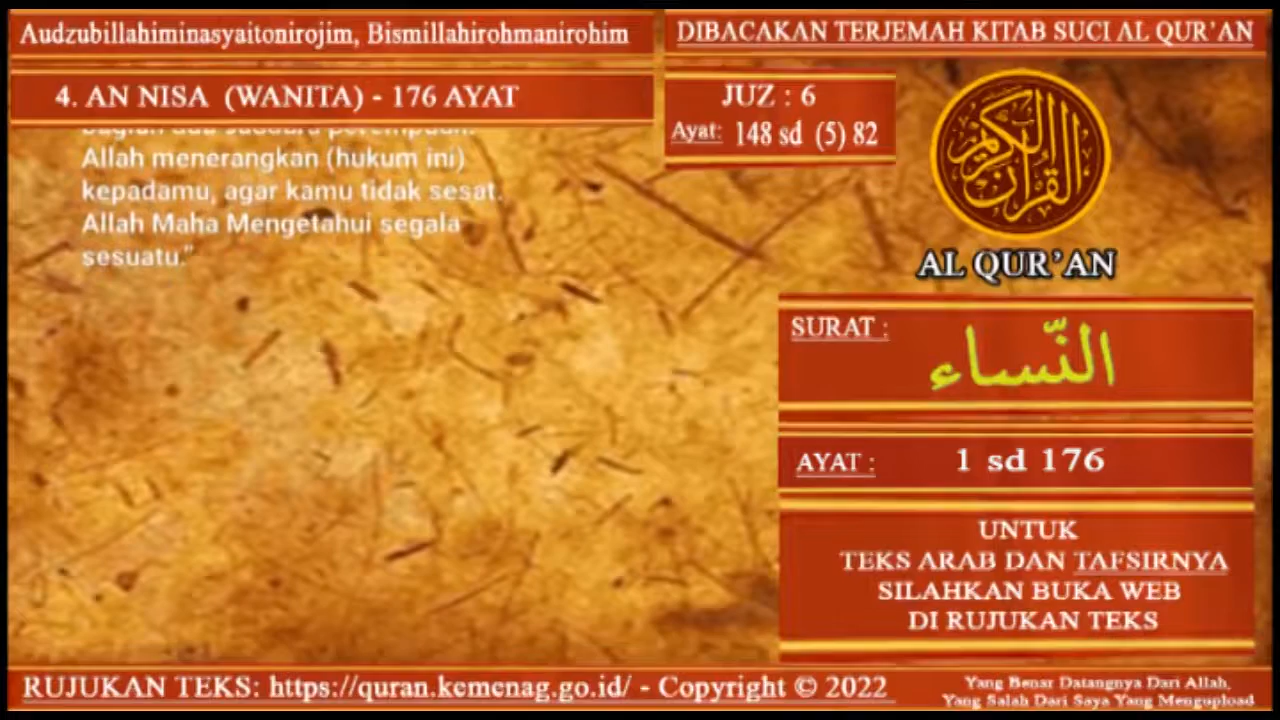 Audzubillahiminasyaitonirojim, Bismillahirohmanirohim
DIBACAKAN TERJEMAH KITAB SUCI AL QUR’AN
4. AN NISA (WANITA) - 176 AYAT
JUZ : 6
Ayat: 148 sd (5) 82
bagian dua saudara perempuan.
Allah menerangkan (hukum ini)
kepadamu, agar kamu tidak sesat.
Allah Maha Mengetahui segala
sesuatu.”
القرآن الكريم
AL QUR’AN
SURAT :
النّساء
AYAT : 1 sd 176
UNTUK
TEKS ARAB DAN TAFSIRNYA
SILAHKAN BUKA WEB
DI RUJUKAN TEKS
RUJUKAN TEKS: https://quran.kemenag.go.id/ - Copyright © 2022
Yang Benar Datangnya Dari Allah,
Yang Salah Dari Saya Yang Mengupload